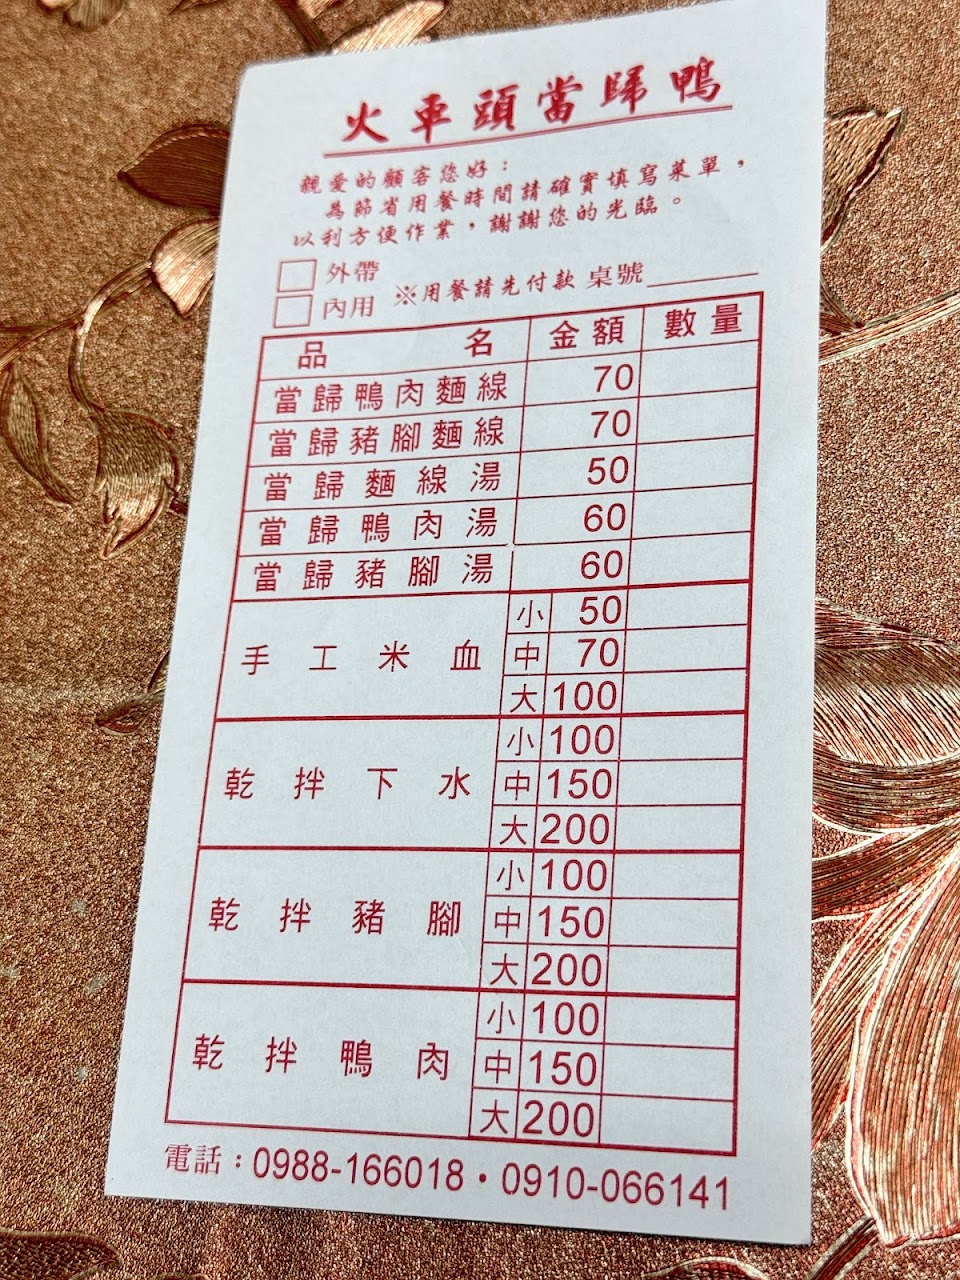 火車頭當歸鴨
親愛的顧客您好：
為節省用餐時間請確實填寫菜單，
以利方便作業，謝謝您的光臨。
外帶
內用 ※用餐請先付款 桌號
品名 金額 數量
當歸鴨肉麵線 70
當歸豬腳麵線 70
當歸麵線湯 50
當歸鴨肉湯 60
當歸豬腳湯 60
手工米血 小 50
中 70
大 100
乾拌下水 小 100
中 150
大 200
乾拌豬腳 小 100
中 150
大 200
乾拌鴨肉 小 100
中 150
大 200
電話：0988-166018・0910-066141